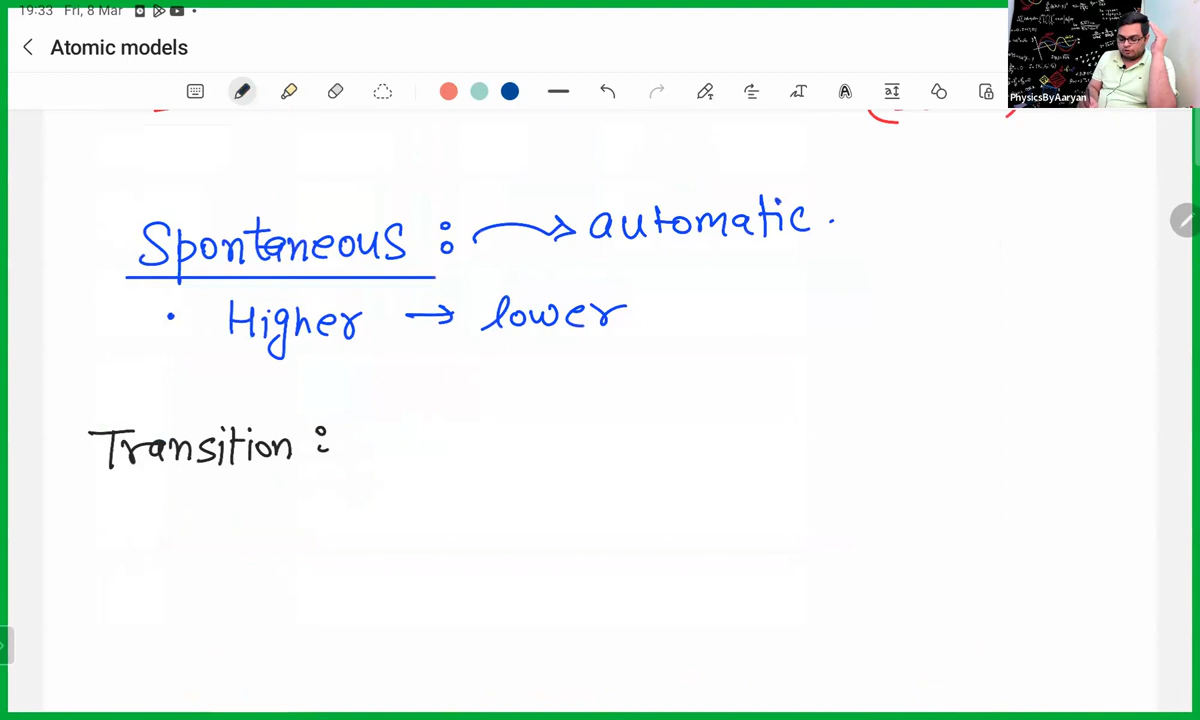 19:33 Fri, 8 Mar
Atomic models
PhysicsByAaryan
Spontaneous : → automatic.
• Higher → lower
Transition :